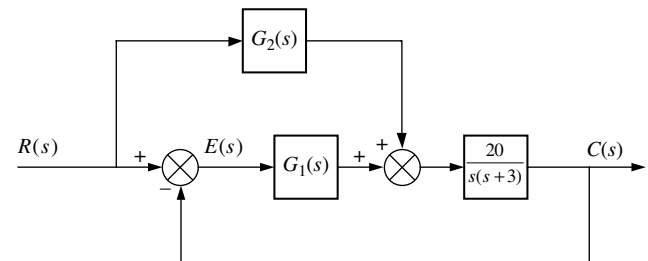 G₂(s)
R(s)
+
−
E(s)
G₁(s)
+
+
20
s(s+3)
C(s)